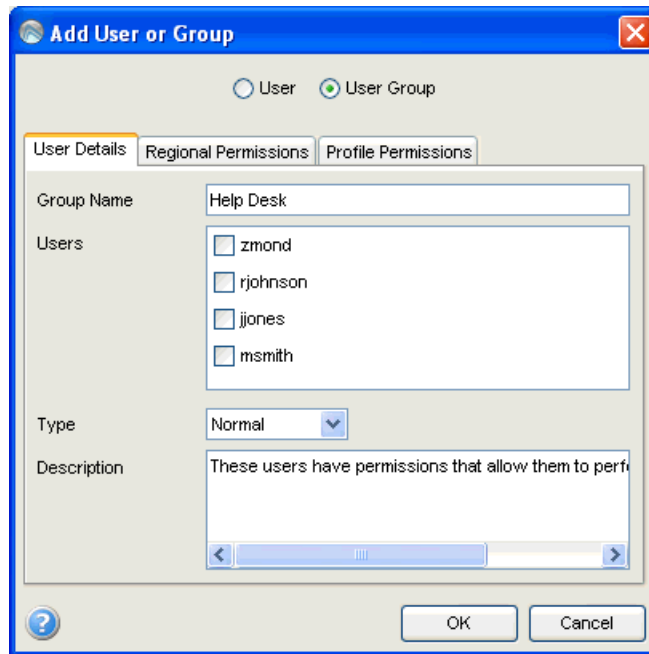 Add User or Group
User User Group
User Details Regional Permissions Profile Permissions
Group Name Help Desk
Users zmond
rjohnson
jjones
msmith
Type Normal
Description These users have permissions that allow them to perf
? OK Cancel